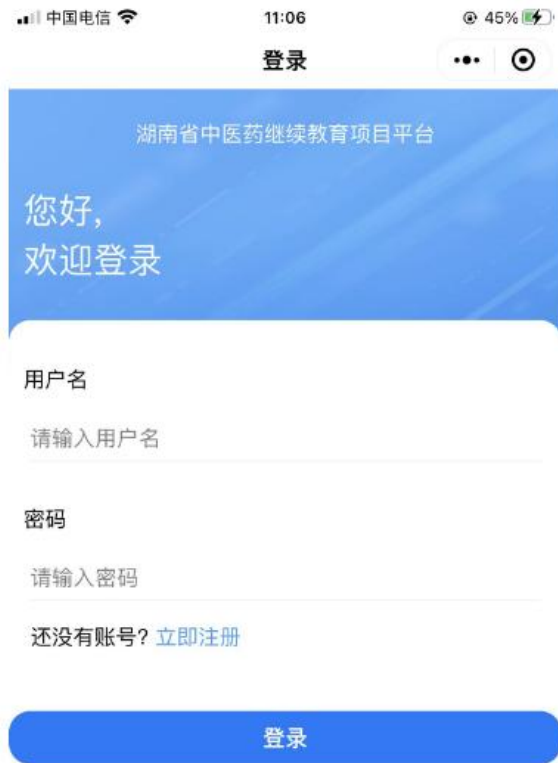 中国电信 11:06 45%
登录
湖南省中医药继续教育项目平台
您好,
欢迎登录
用户名
请输入用户名
密码
请输入密码
还没有账号? 立即注册
登录